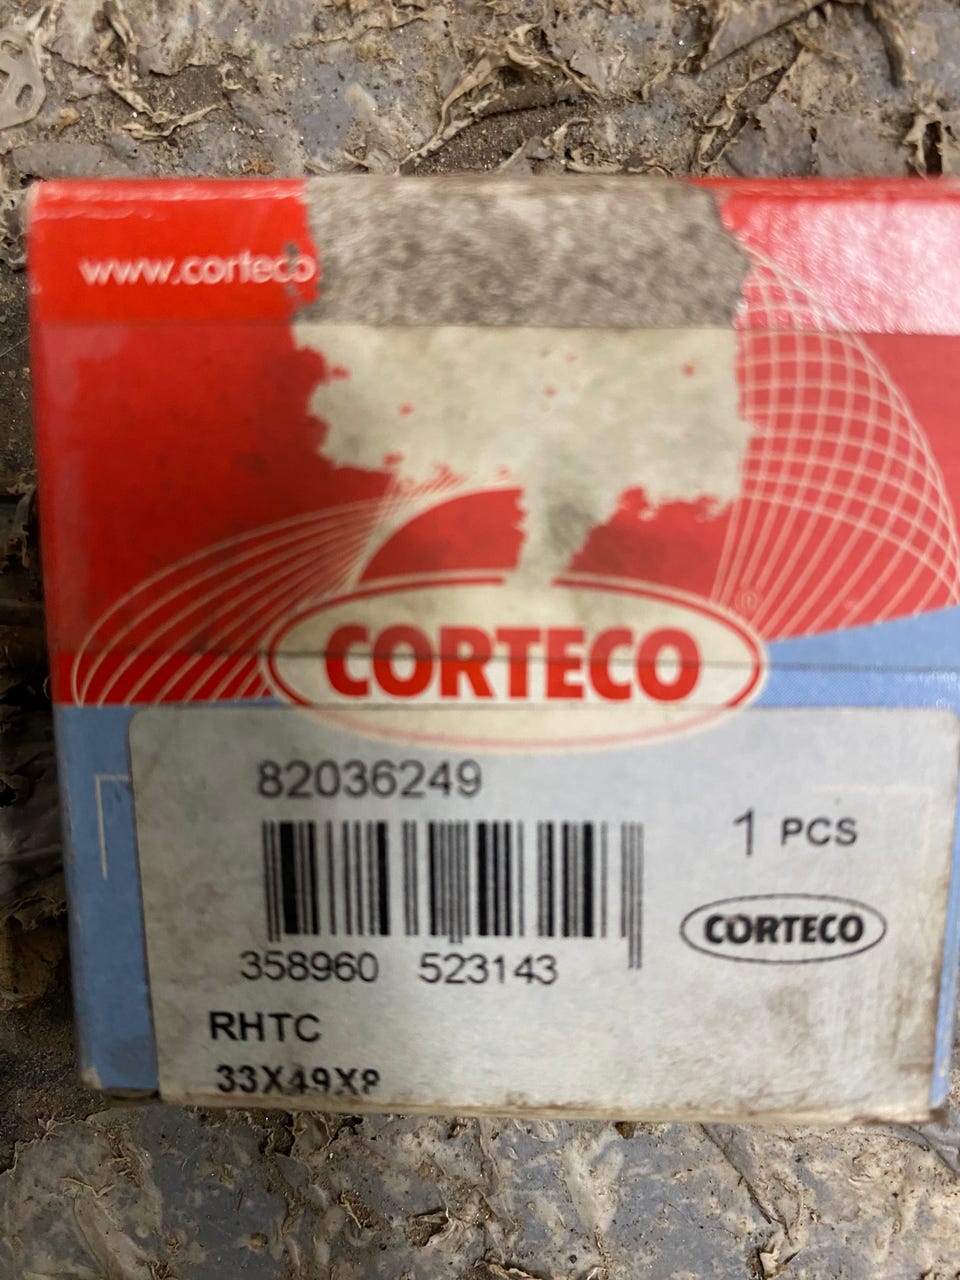 www.corteco
®
CORTECO
82036249
1 PCS
CORTECO
358960 523143
RHTC
33X49X8